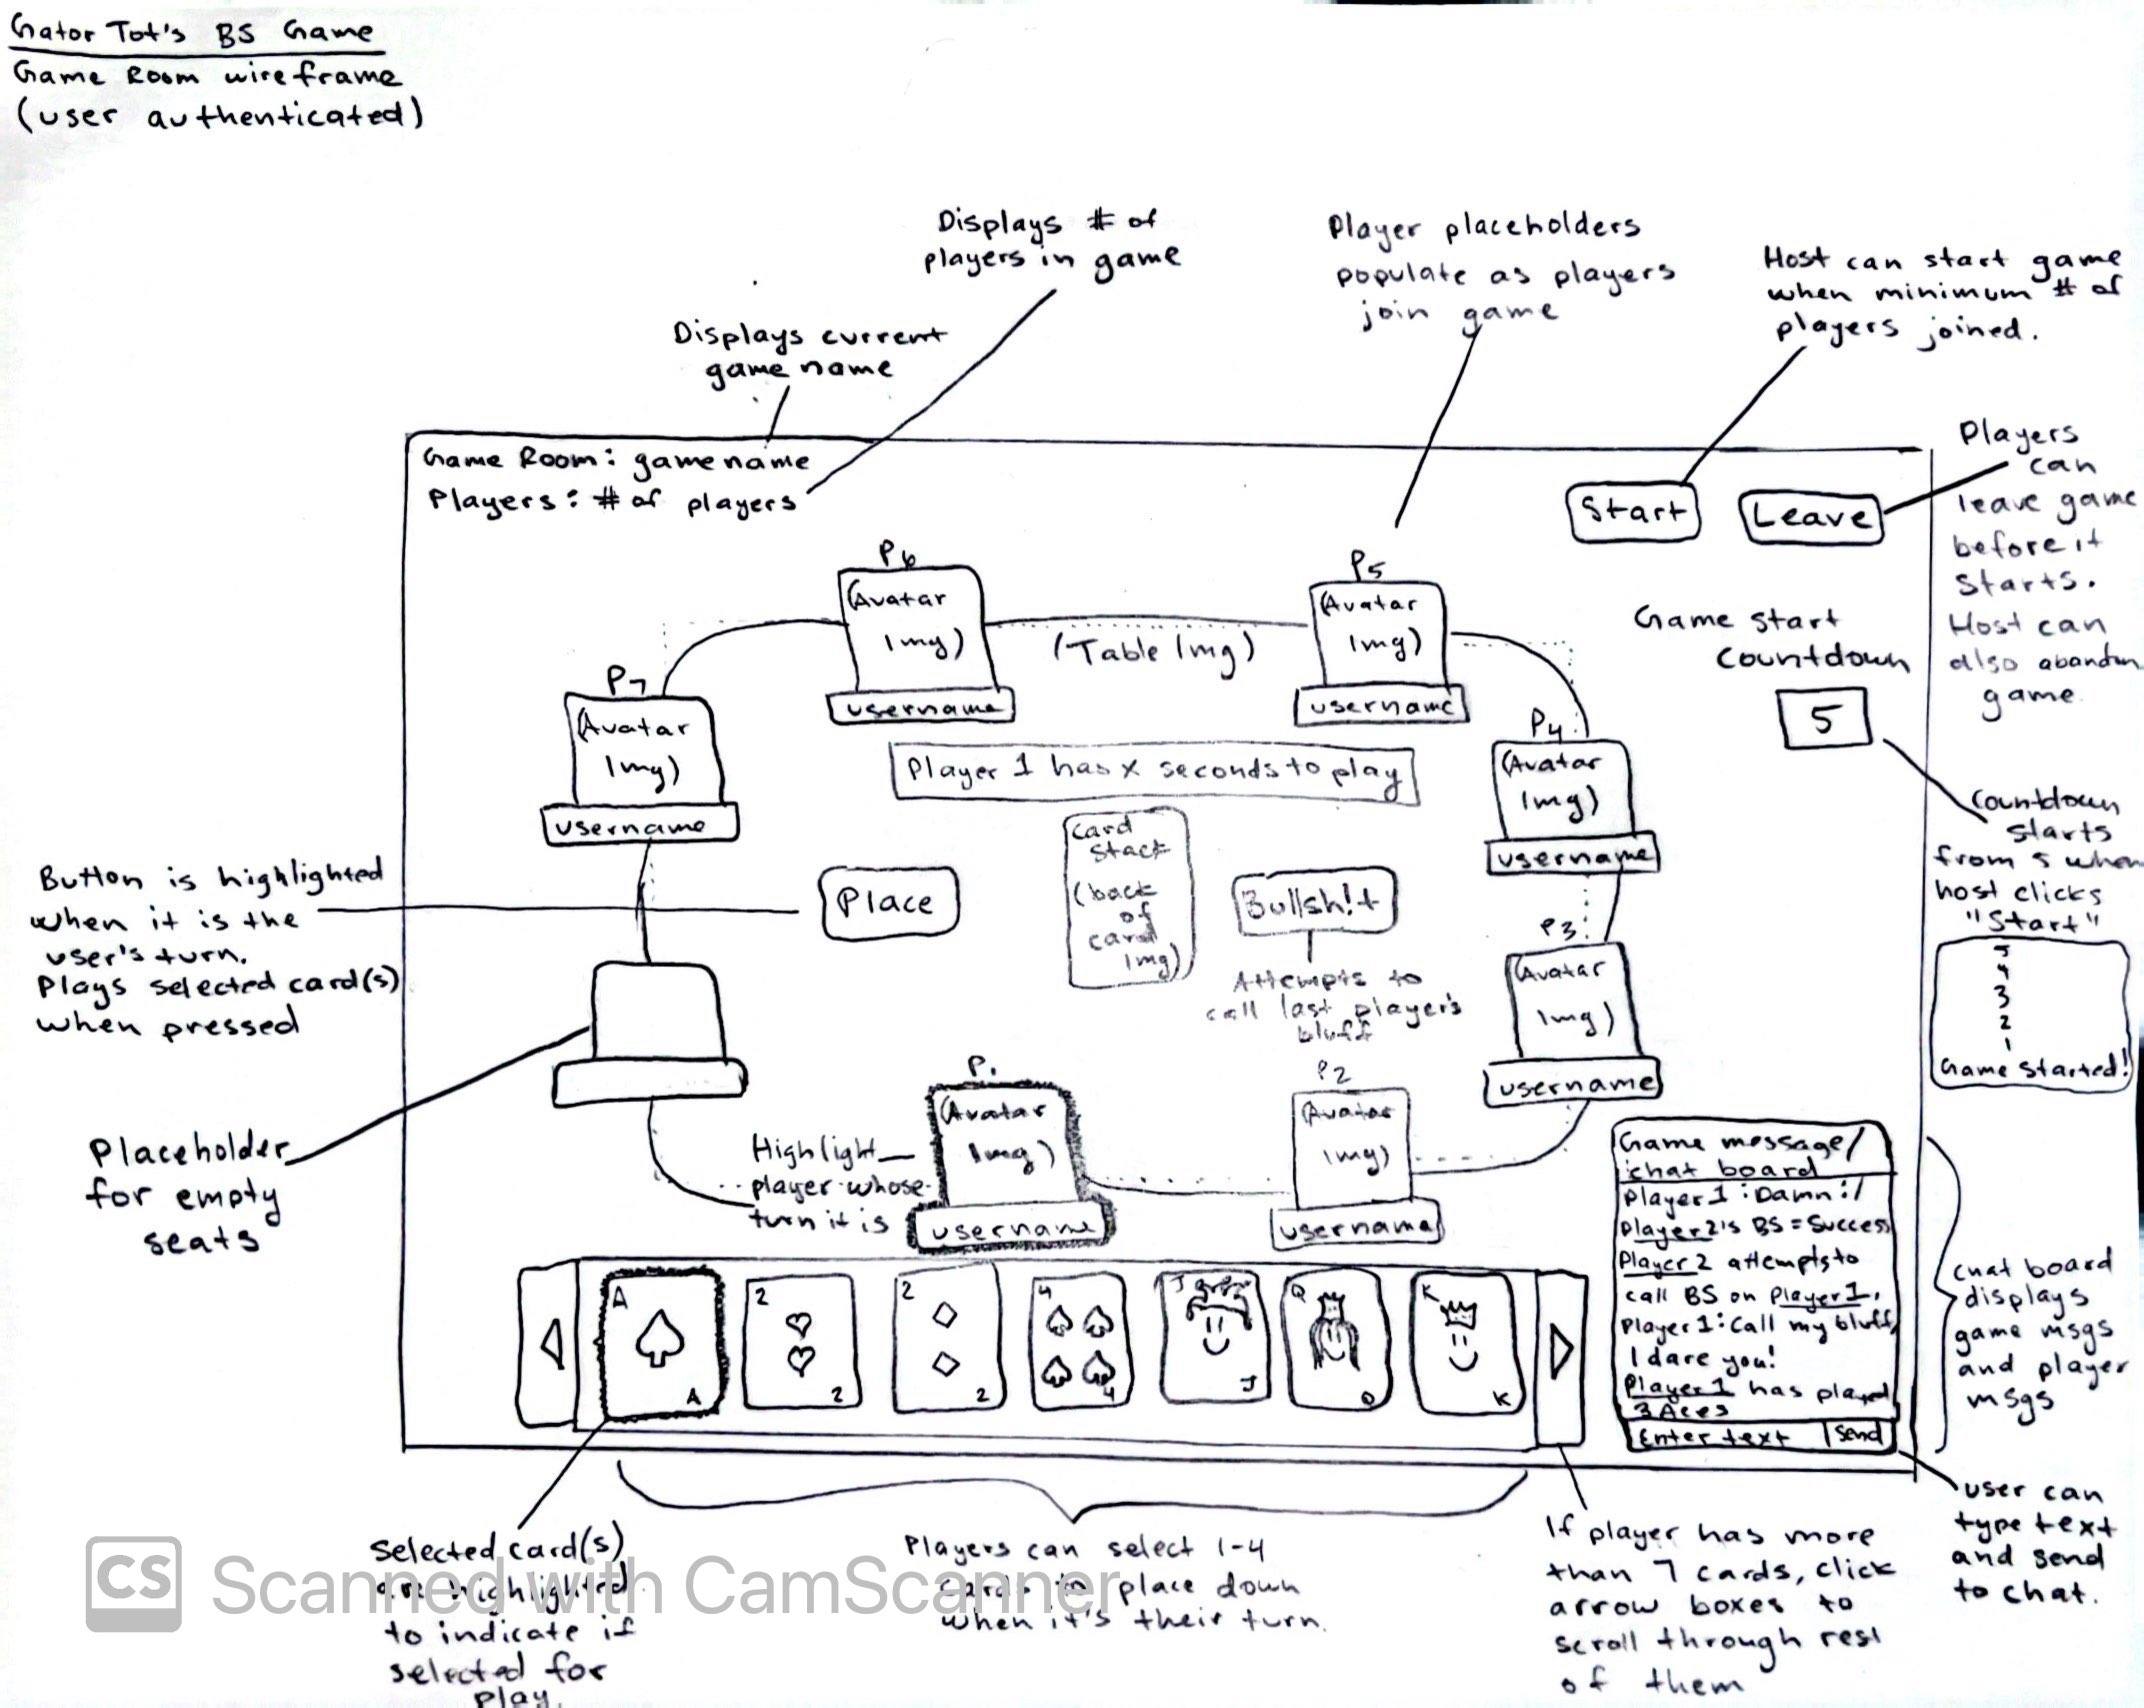 Gator Tot's BS Game
Game Room wireframe
(user authenticated)
Displays # of
players in game
Player placeholders
populate as players
join game
Host can start game
when minimum # of
players joined.
Displays current
game name
Players
can
leave game
before it
starts.
Host can
also abandon
game.
Game Room: gamename
Players: # of players
Start
Leave
P6
(Avatar
Img)
username
P5
(Avatar
Img)
username
(Table Img)
Game start
countdown
5
P7
(Avatar
Img)
username
P4
(Avatar
Img)
username
Player 1 has x seconds to play
Countdown
starts
from 5 when
host clicks
"Start"
5
4
3
2
1
Game started!
Card
stack
(back
of
card
Img)
Place
Bullsh!t
Attempts to
call last player's
bluff
Button is highlighted
when it is the
user's turn.
Plays selected card(s)
when pressed
P3
(Avatar
Img)
username
Placeholder
for empty
seats
P1
(Avatar
Img)
username
P2
(Avatar
Img)
username
Highlight
player whose
turn it is
Game message/
chat board
Player1: Damn :/
Player2's BS = Success
Player 2 attempts to
call BS on Player1.
Player1: Call my bluff,
I dare you!
Player1 has played
3 Aces
Enter text
Send
chat board
displays
game msgs
and player
msgs
A
A
2
2
2
2
4
4
J
J
Q
Q
K
K
Selected card(s)
are highlighted
to indicate if
selected for
play.
Players can select 1-4
cards to place down
when it's their turn.
If player has more
than 7 cards, click
arrow boxes to
scroll through rest
of them
user can
type text
and send
to chat.
CS Scanned with CamScanner